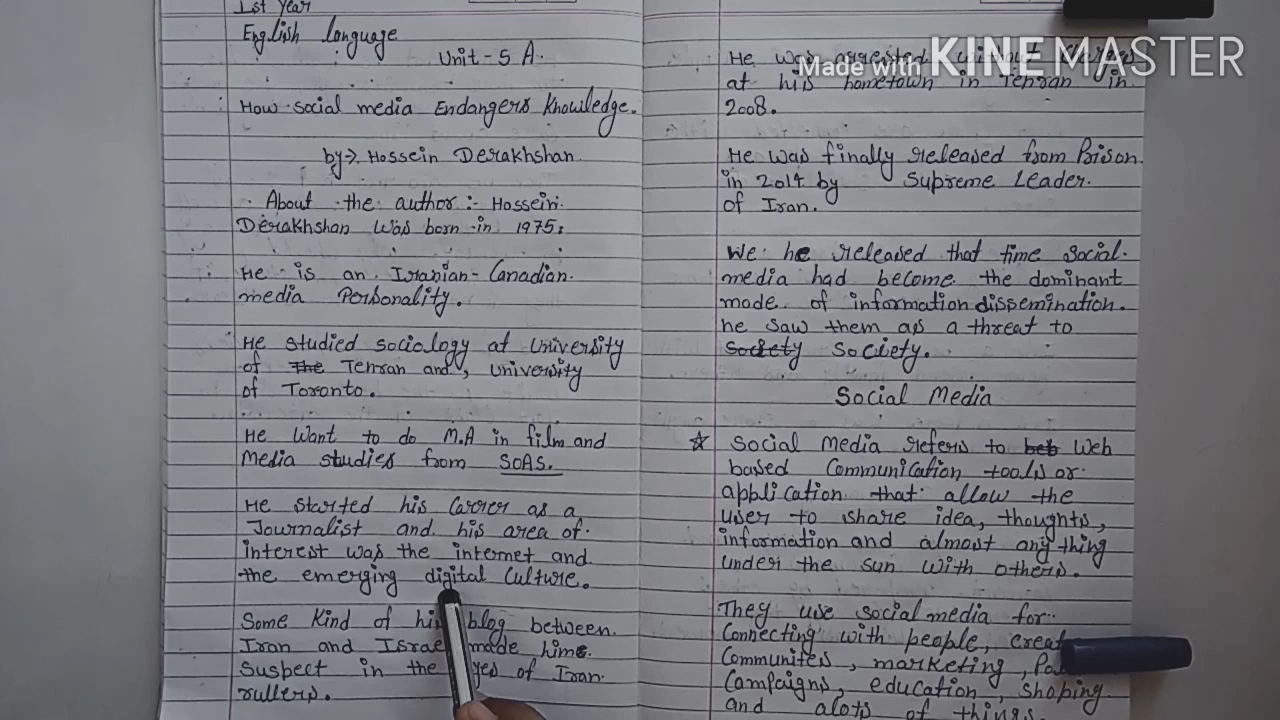 1st Year
English language
Unit - 5 A.
How social media Endangers Knowledge.
by→ Hossein Derakhshan
About the author :- Hossein
Derakhshan was born in 1975.
He is an Iranian-Canadian
media Personality.
He studied sociology at University
of The Tehran and, University
of Toronto.
He want to do M.A in film and
Media studies from SOAS.
He started his Carrer as a
Journalist and his area of
interest was the internet and
the emerging digital culture.
Some Kind of his blog between
Iran and Israel made him
Suspect in the eyes of Iran
rullers.
He was
at his hometown in Tehran in
2008.
He was finally released from Prison
in 2014 by Supreme Leader
of Iran.
We he released that time social
media had become the dominant
mode of information dissemination.
he saw them as a threat to
society society.
Social Media
☆ Social Media refers to web
based communication tools or
application that allow the
user to share idea, thoughts,
information and almost any thing
under the sun with others.
They use social media for
connecting with people,
communites, marketing,
campaigns, education, shoping
and alots of things.
Made with KINEMASTER